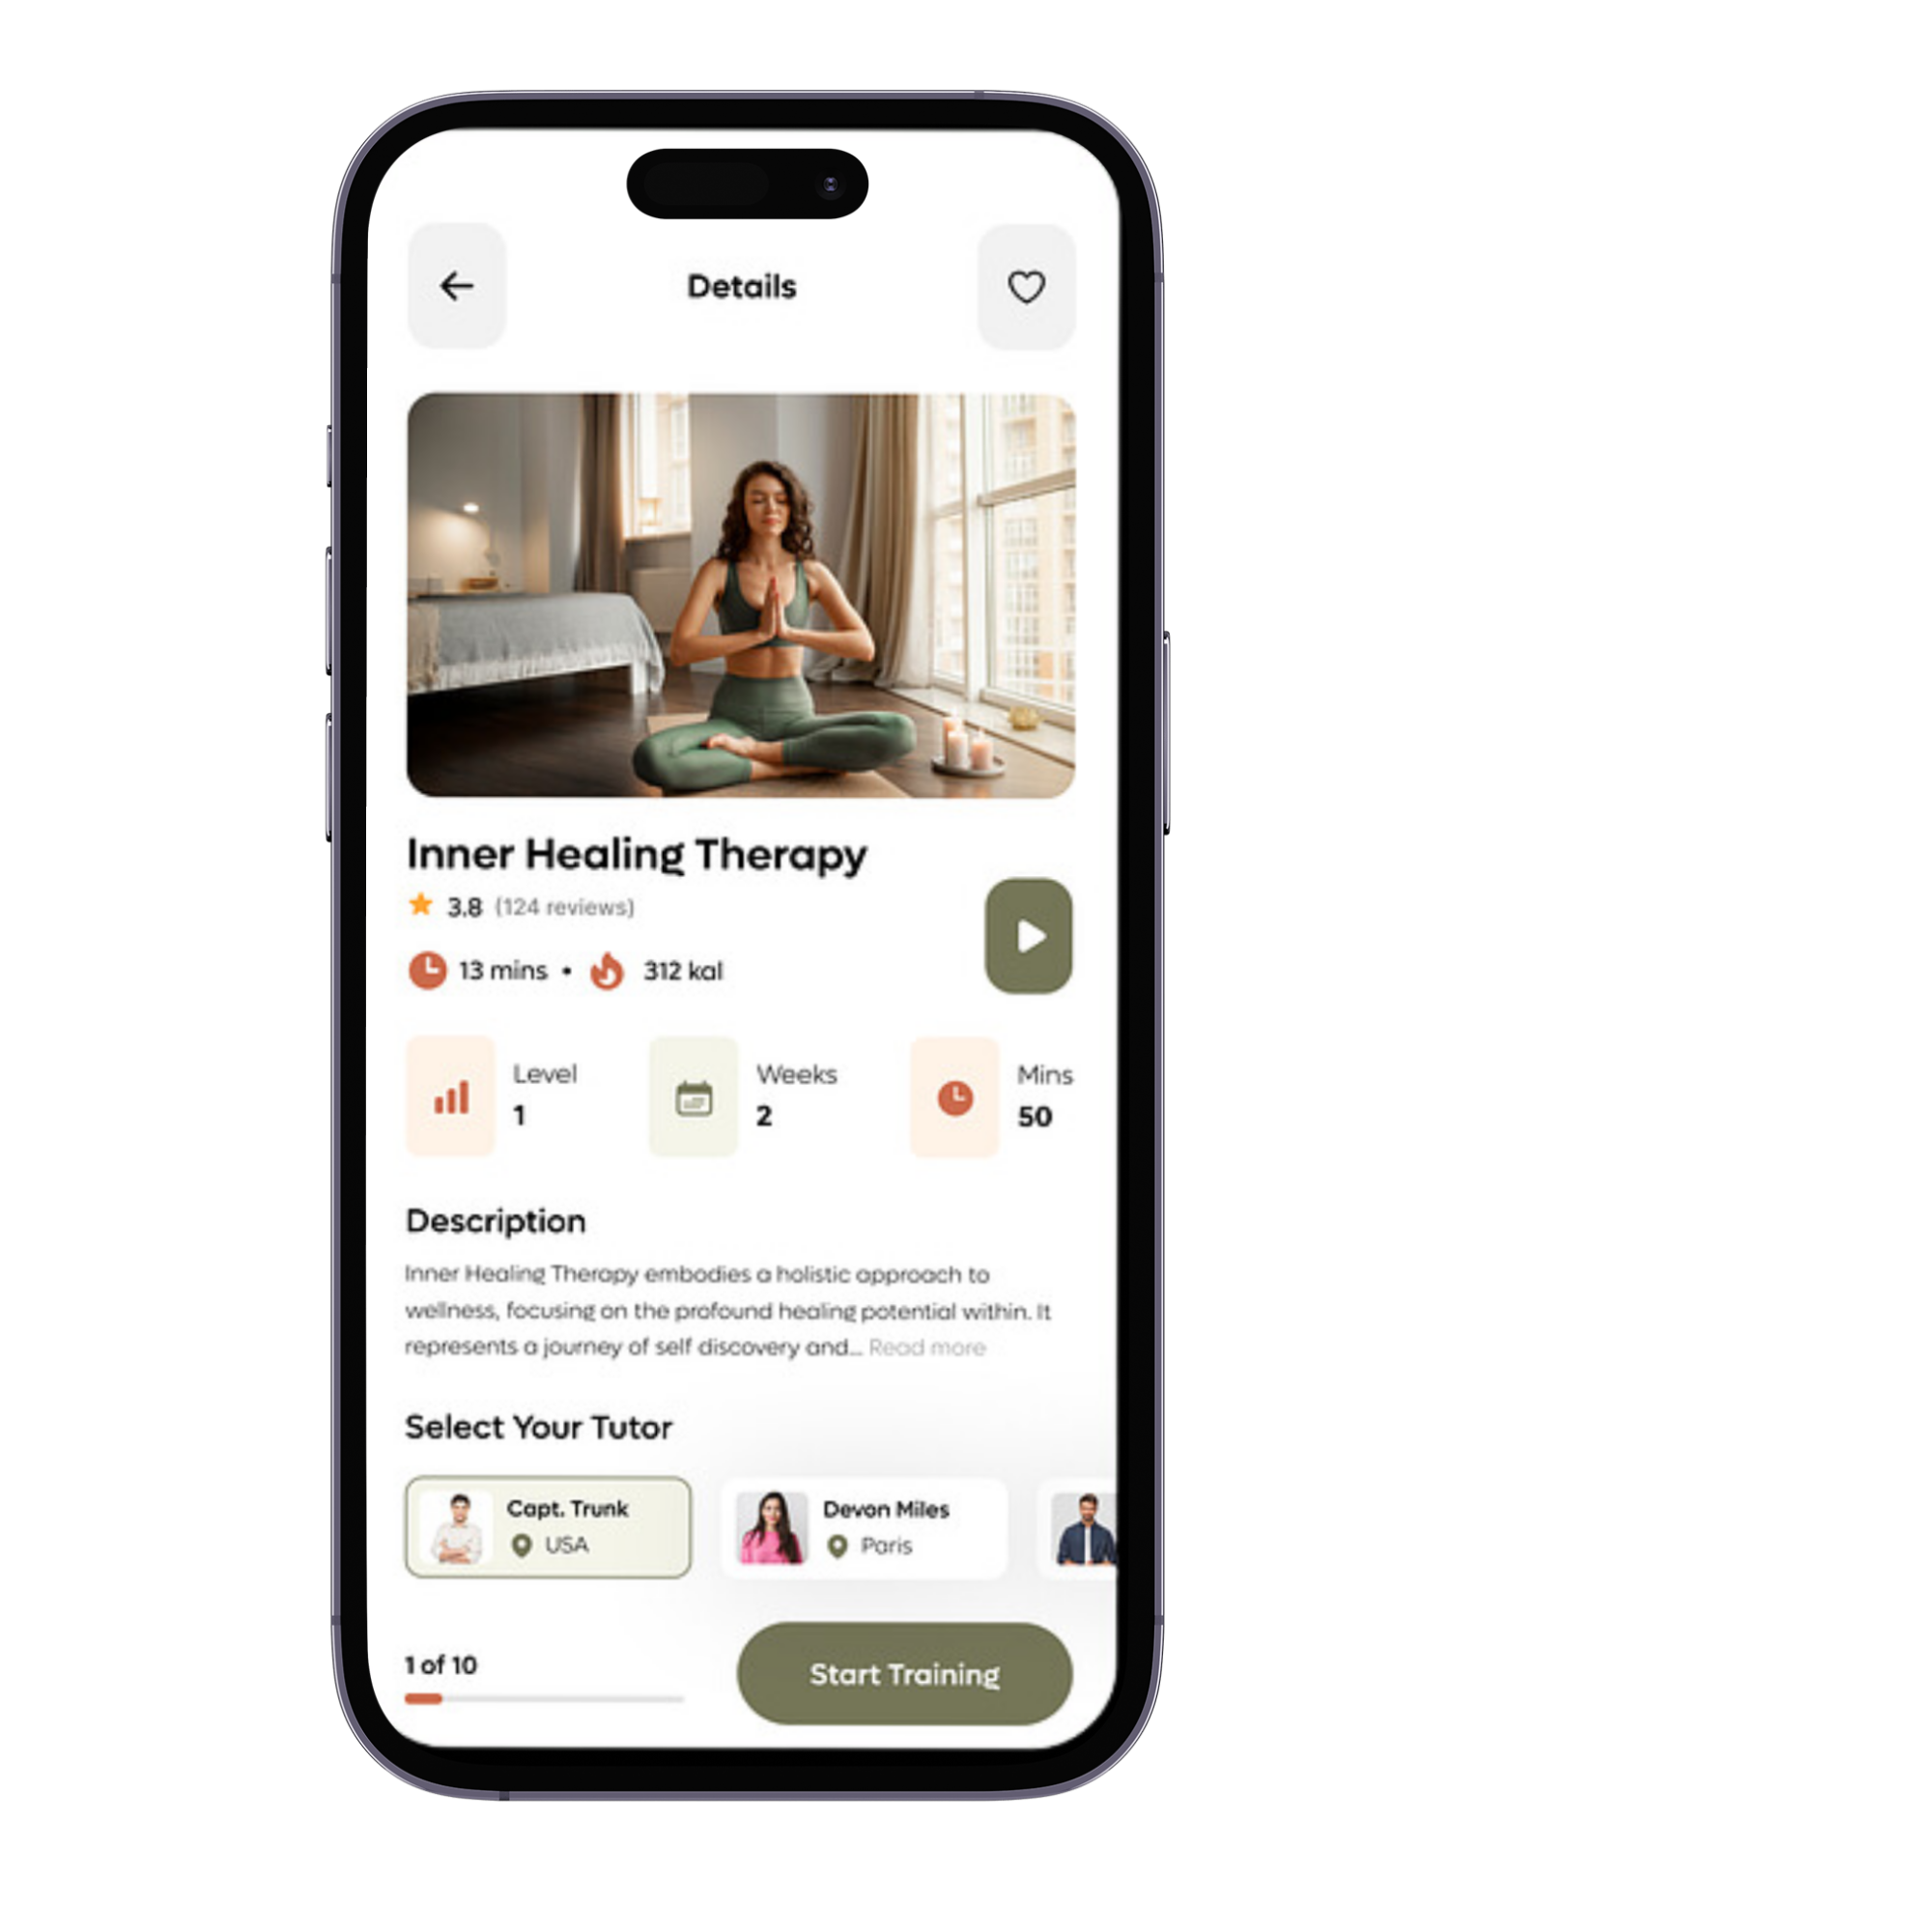 Details
Inner Healing Therapy
3.8 (124 reviews)
13 mins • 312 kal
Level
1
Weeks
2
Mins
50
Description
Inner Healing Therapy embodies a holistic approach to
wellness, focusing on the profound healing potential within. It
represents a journey of self discovery and... Read more
Select Your Tutor
Capt. Trunk
USA
Devon Miles
Paris
1 of 10
Start Training